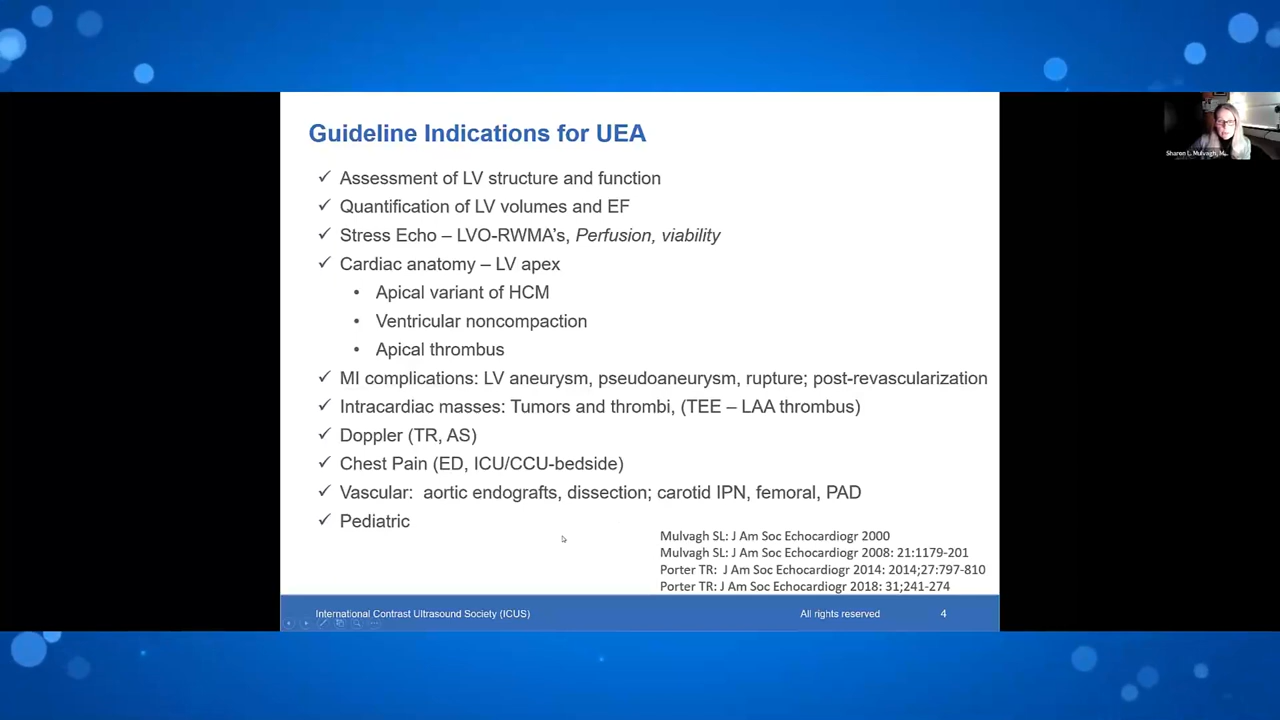 Guideline Indications for UEA
✓ Assessment of LV structure and function
✓ Quantification of LV volumes and EF
✓ Stress Echo – LVO-RWMA's, Perfusion, viability
✓ Cardiac anatomy – LV apex
• Apical variant of HCM
• Ventricular noncompaction
• Apical thrombus
✓ MI complications: LV aneurysm, pseudoaneurysm, rupture; post-revascularization
✓ Intracardiac masses: Tumors and thrombi, (TEE – LAA thrombus)
✓ Doppler (TR, AS)
✓ Chest Pain (ED, ICU/CCU-bedside)
✓ Vascular: aortic endografts, dissection; carotid IPN, femoral, PAD
✓ Pediatric
Mulvagh SL: J Am Soc Echocardiogr 2000
Mulvagh SL: J Am Soc Echocardiogr 2008: 21:1179-201
Porter TR: J Am Soc Echocardiogr 2014: 2014;27:797-810
Porter TR: J Am Soc Echocardiogr 2018: 31;241-274
International Contrast Ultrasound Society (ICUS)
All rights reserved
4
Sharon L. Mulvagh, M...